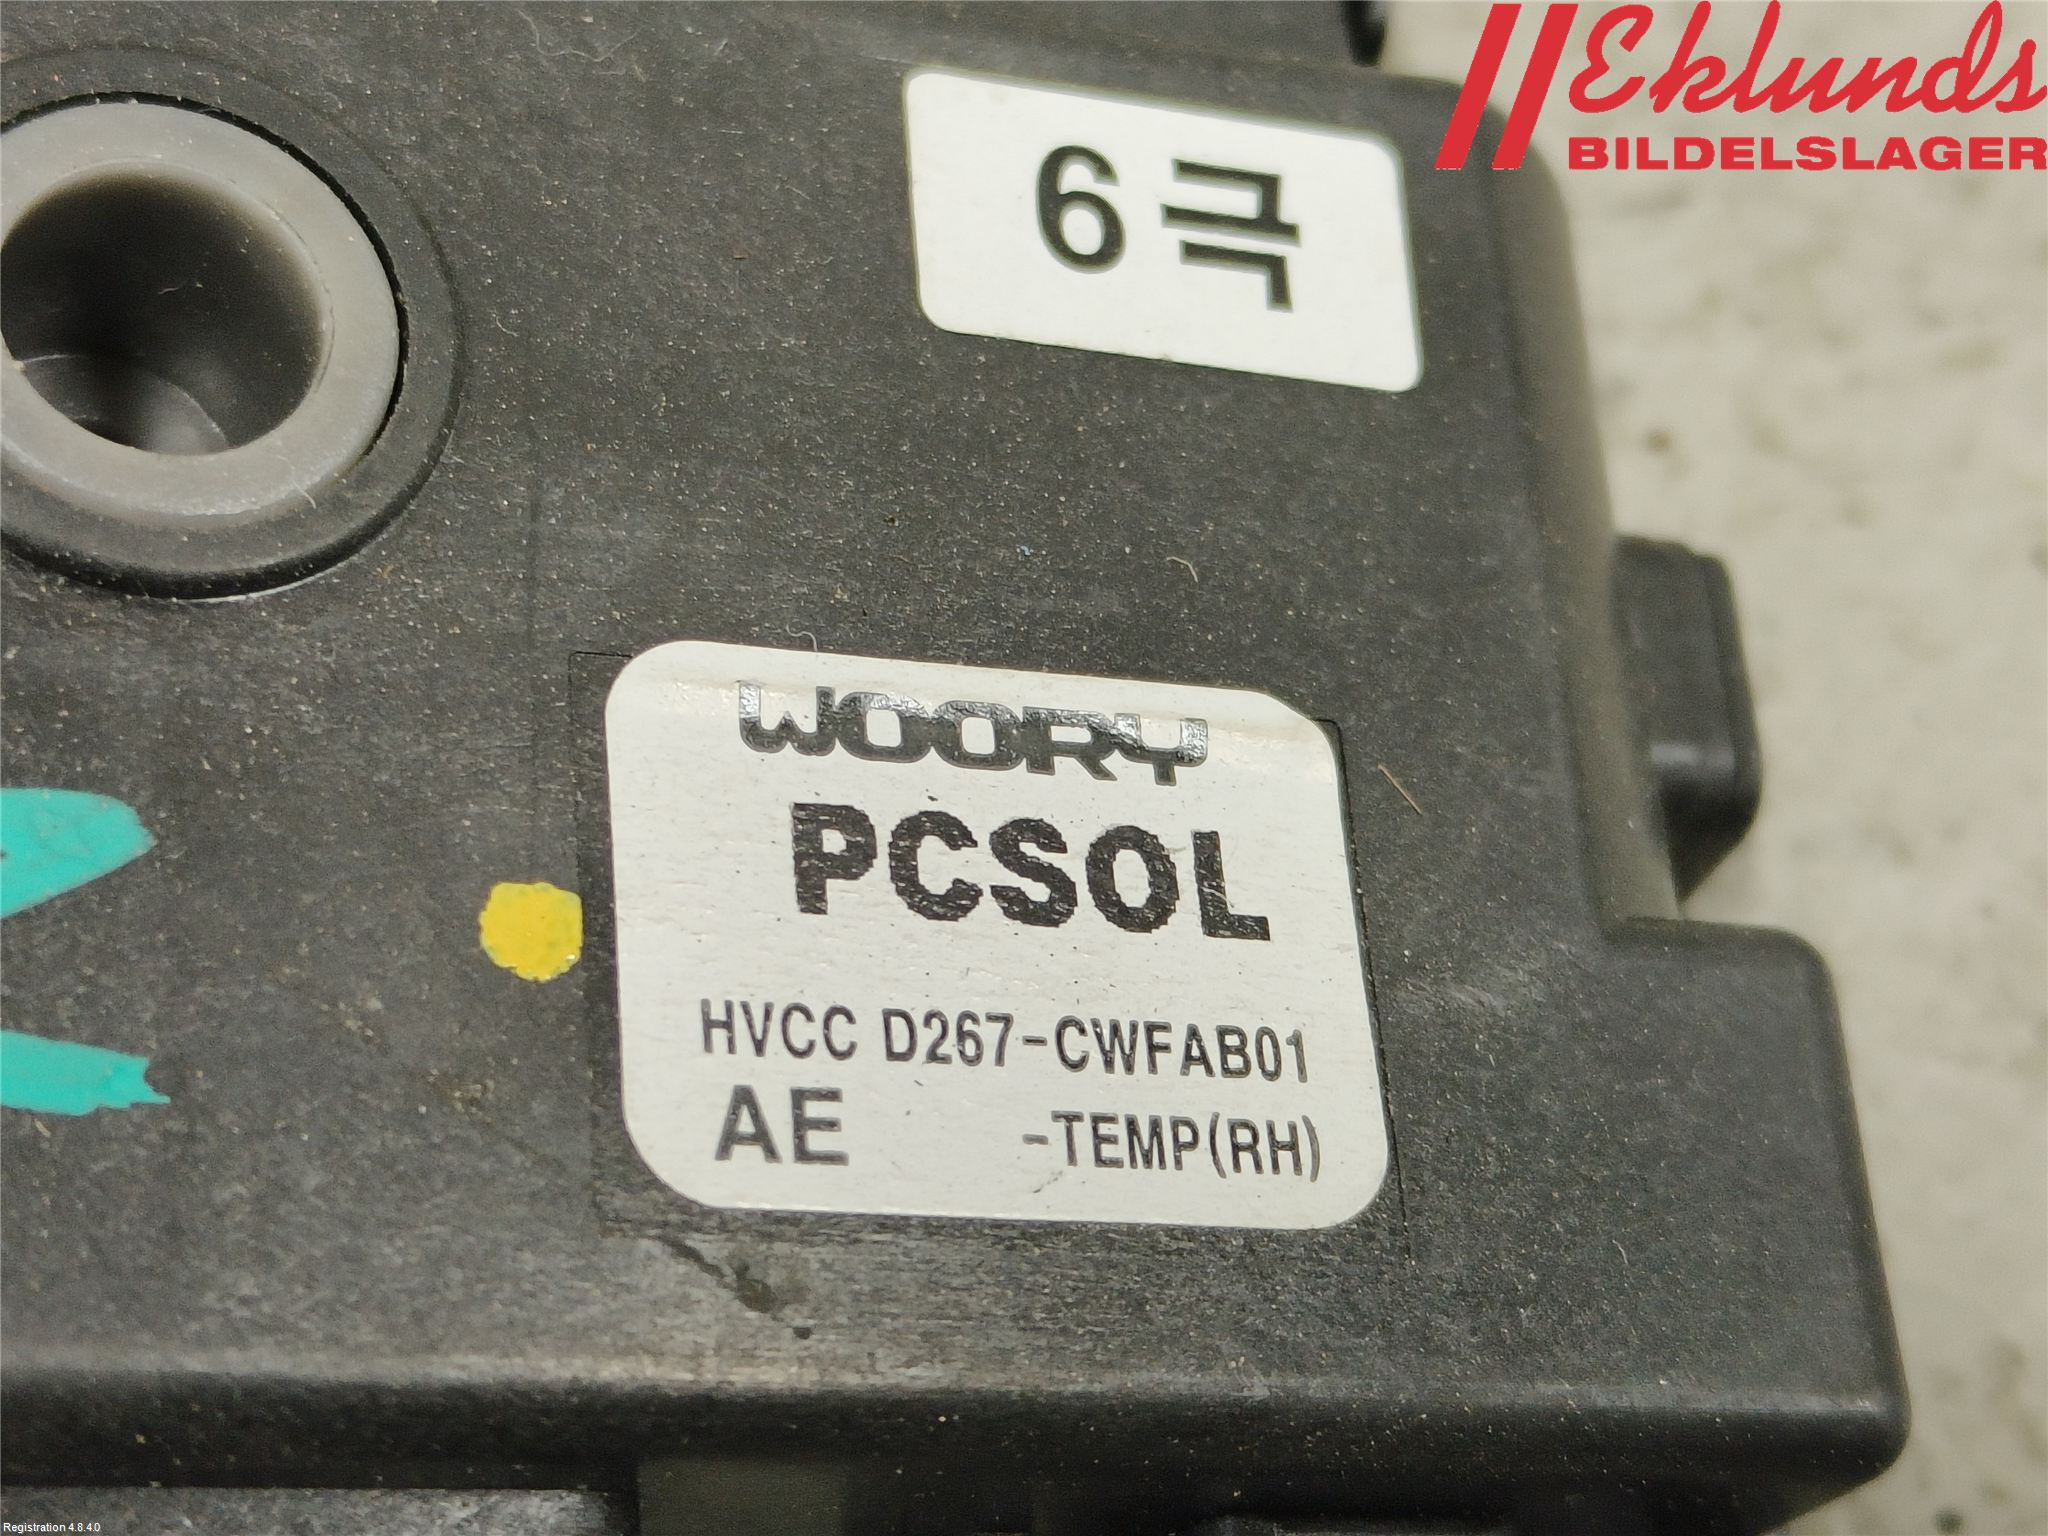 Eklunds
BILDELSLAGER
6극
WOORY
PCSOL
HVCC D267-CWFAB01
AE -TEMP(RH)
Registration 4.8.4.0